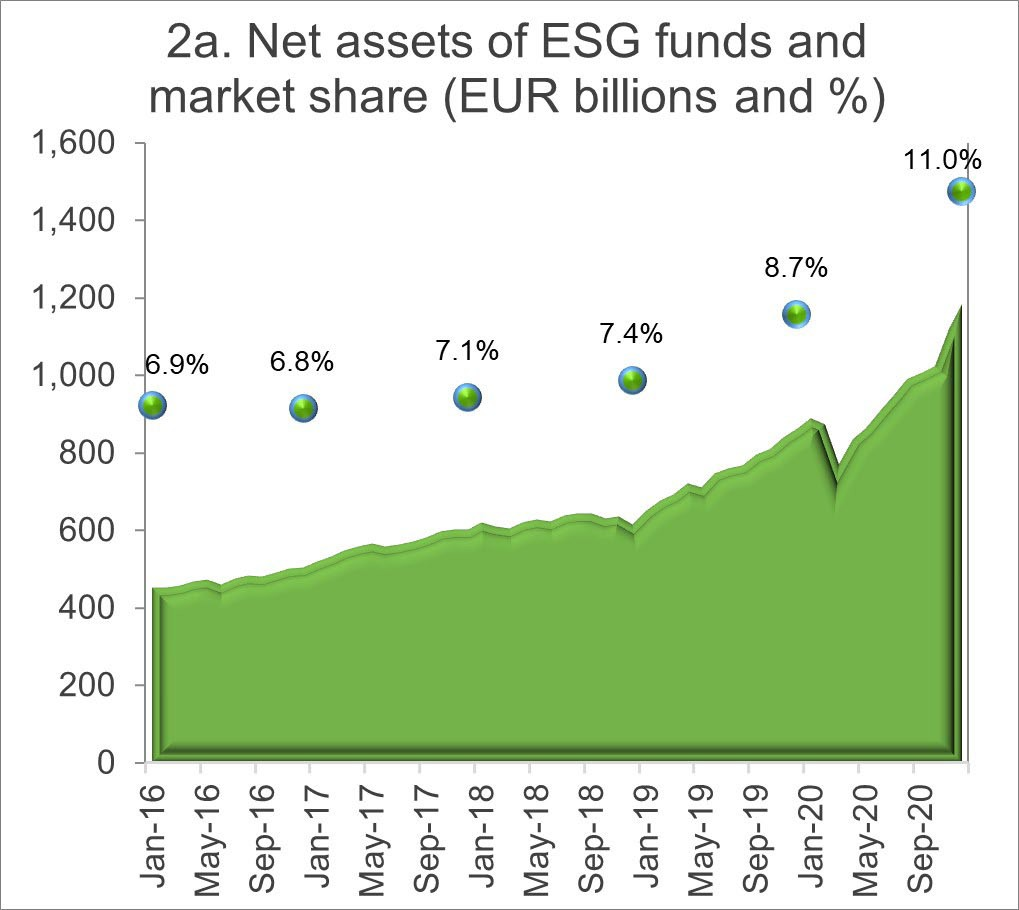 2a. Net assets of ESG funds and
market share (EUR billions and %)
1,600
1,400
1,200
1,000
800
600
400
200
0
11.0%
8.7%
7.4%
7.1%
6.9%
6.8%
Jan-16
May-16
Sep-16
Jan-17
May-17
Sep-17
Jan-18
May-18
Sep-18
Jan-19
May-19
Sep-19
Jan-20
May-20
Sep-20